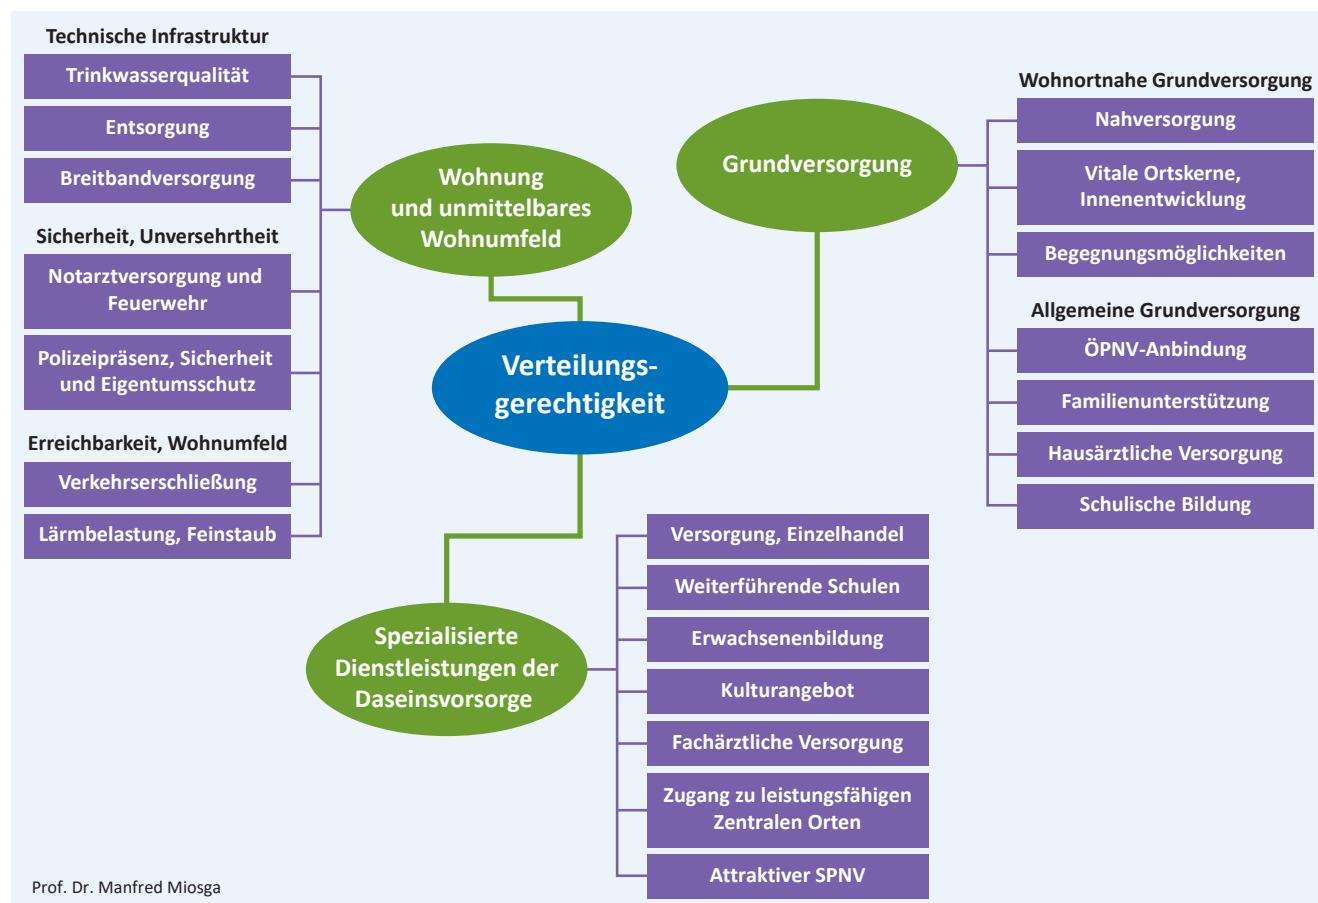 Technische Infrastruktur
Trinkwasserqualität
Entsorgung
Breitbandversorgung
Sicherheit, Unversehrtheit
Notarztversorgung und
Feuerwehr
Polizeipräsenz, Sicherheit
und Eigentumsschutz
Erreichbarkeit, Wohnumfeld
Verkehrserschließung
Lärmbelastung, Feinstaub
Wohnung
und unmittelbares
Wohnumfeld
Grundversorgung
Wohnortnahe Grundversorgung
Nahversorgung
Vitale Ortskerne,
Innenentwicklung
Begegnungsmöglichkeiten
Allgemeine Grundversorgung
ÖPNV-Anbindung
Familienunterstützung
Hausärztliche Versorgung
Schulische Bildung
Verteilungs-
gerechtigkeit
Spezialisierte
Dienstleistungen der
Daseinsvorsorge
Versorgung, Einzelhandel
Weiterführende Schulen
Erwachsenenbildung
Kulturangebot
Fachärztliche Versorgung
Zugang zu leistungsfähigen
Zentralen Orten
Attraktiver SPNV
Prof. Dr. Manfred Miosga